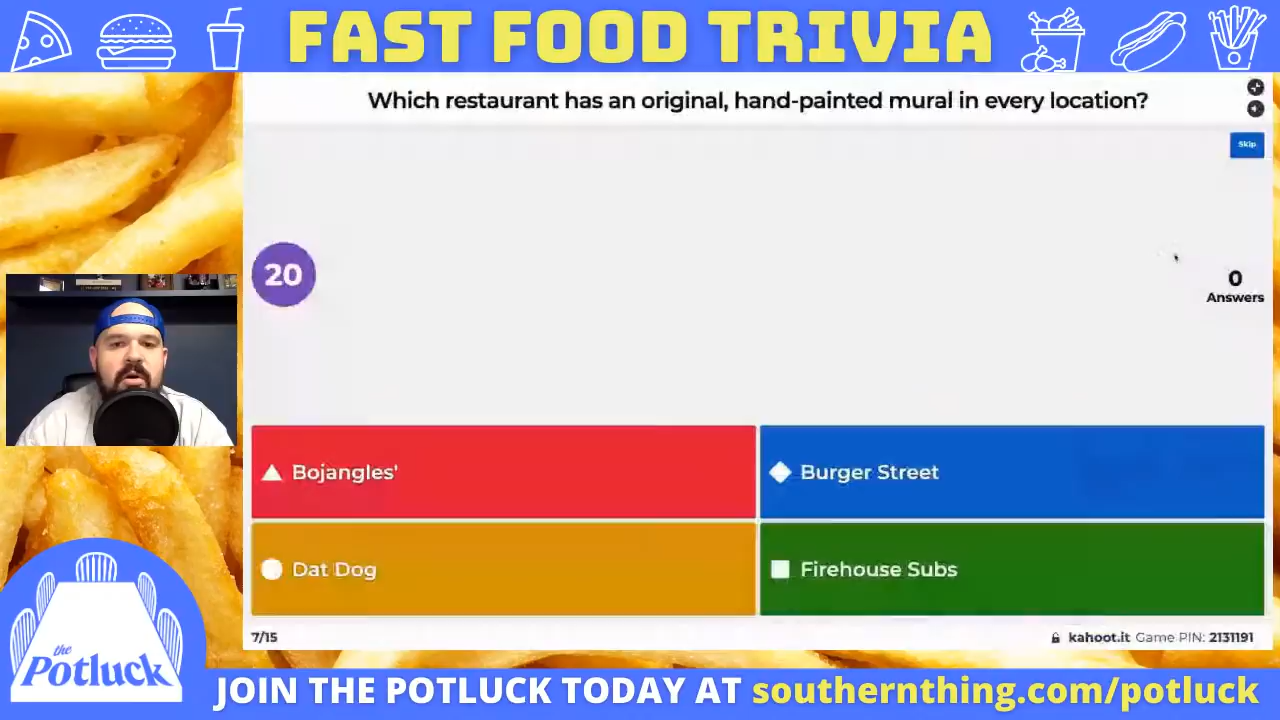 FAST FOOD TRIVIA
Which restaurant has an original, hand-painted mural in every location?
Skip
20
0
Answers
Bojangles'
Burger Street
Dat Dog
Firehouse Subs
7/15
kahoot.it Game PIN: 2131191
the
Potluck
JOIN THE POTLUCK TODAY AT southernthing.com/potluck